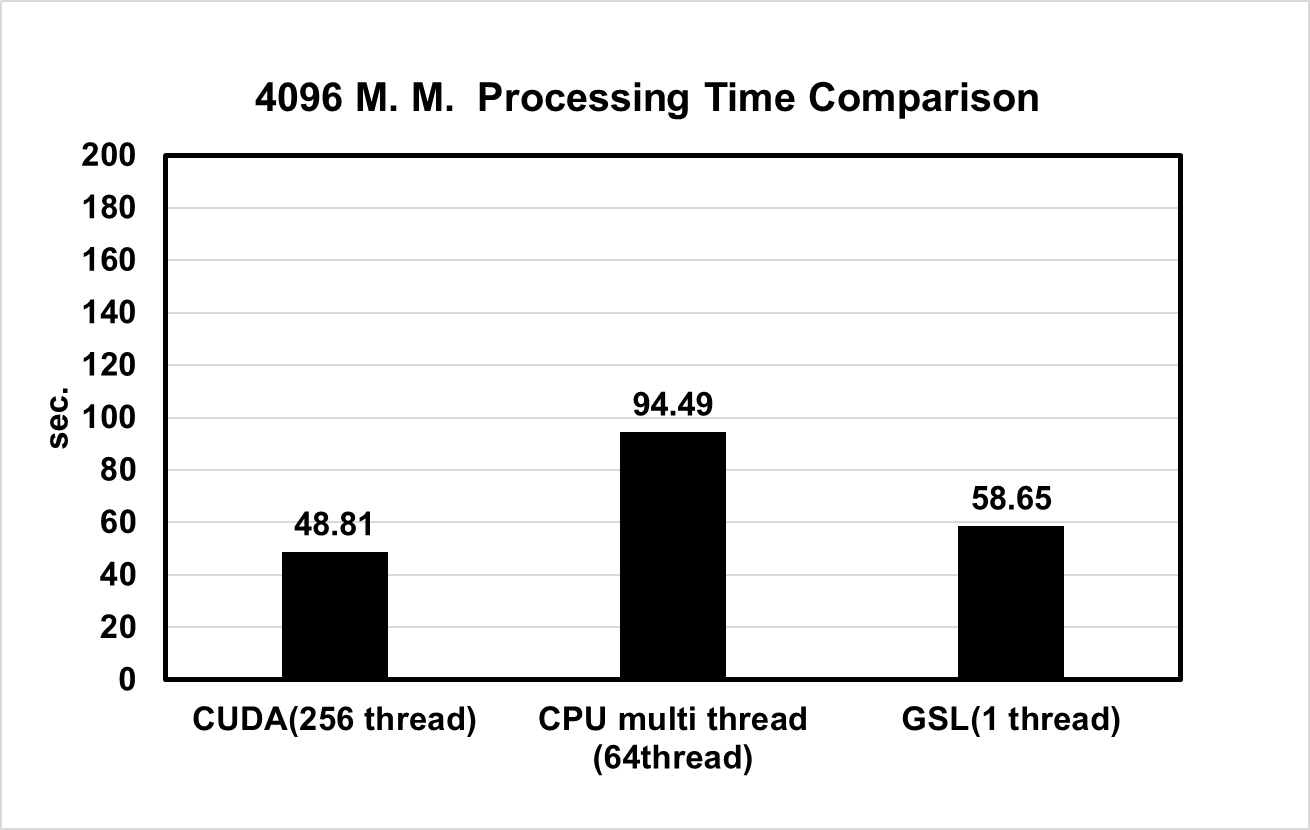 4096 M. M.  Processing Time Comparison
200
180
160
140
120
100
80
60
40
20
0
sec.
48.81
94.49
58.65
CUDA(256 thread)
CPU multi thread
(64thread)
GSL(1 thread)